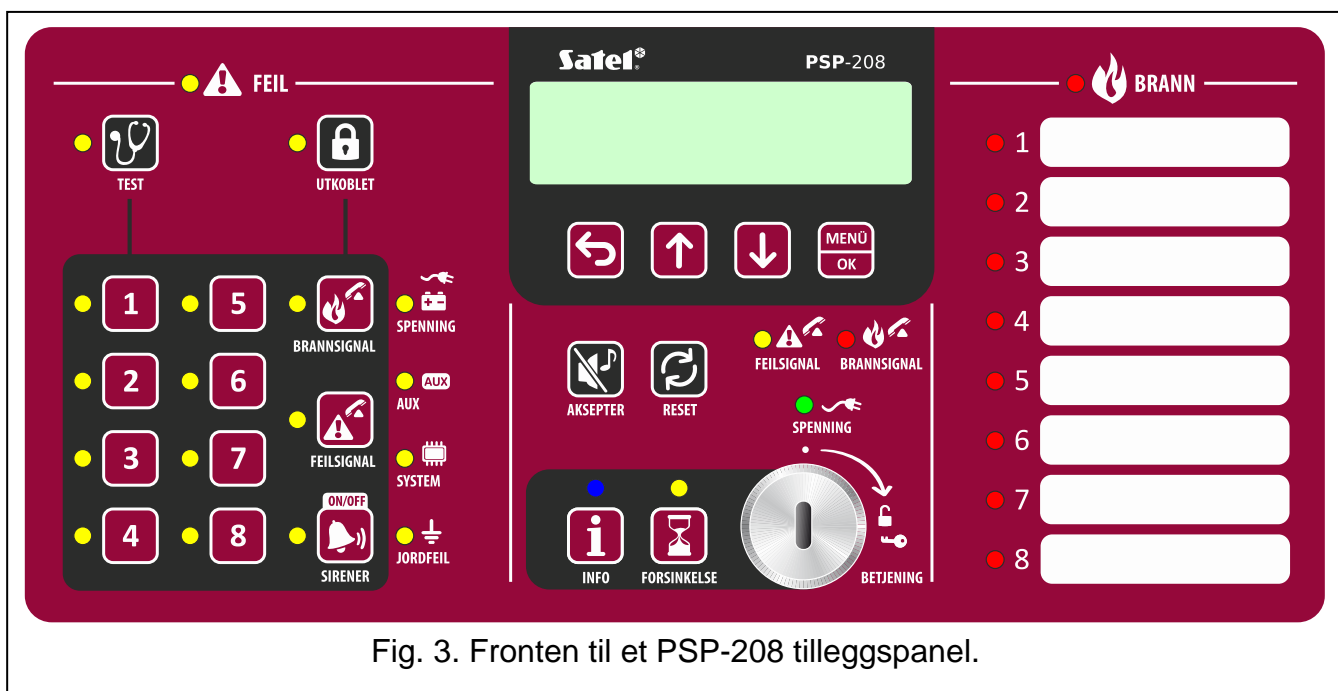 Satel®
PSP-208
FEIL
TEST
UTKOBLET
1
5
BRANNSIGNAL
2
6
FEILSIGNAL
3
7
4
8
ON/OFF
SIRENER
SPENNING
AUX
AUX
SYSTEM
JORDFEIL
MENÜ
OK
AKSEPTER
RESET
FEILSIGNAL
BRANNSIGNAL
SPENNING
INFO
FORSINKELSE
BETJENING
BRANN
1
2
3
4
5
6
7
8
Fig. 3. Fronten til et PSP-208 tilleggspanel.